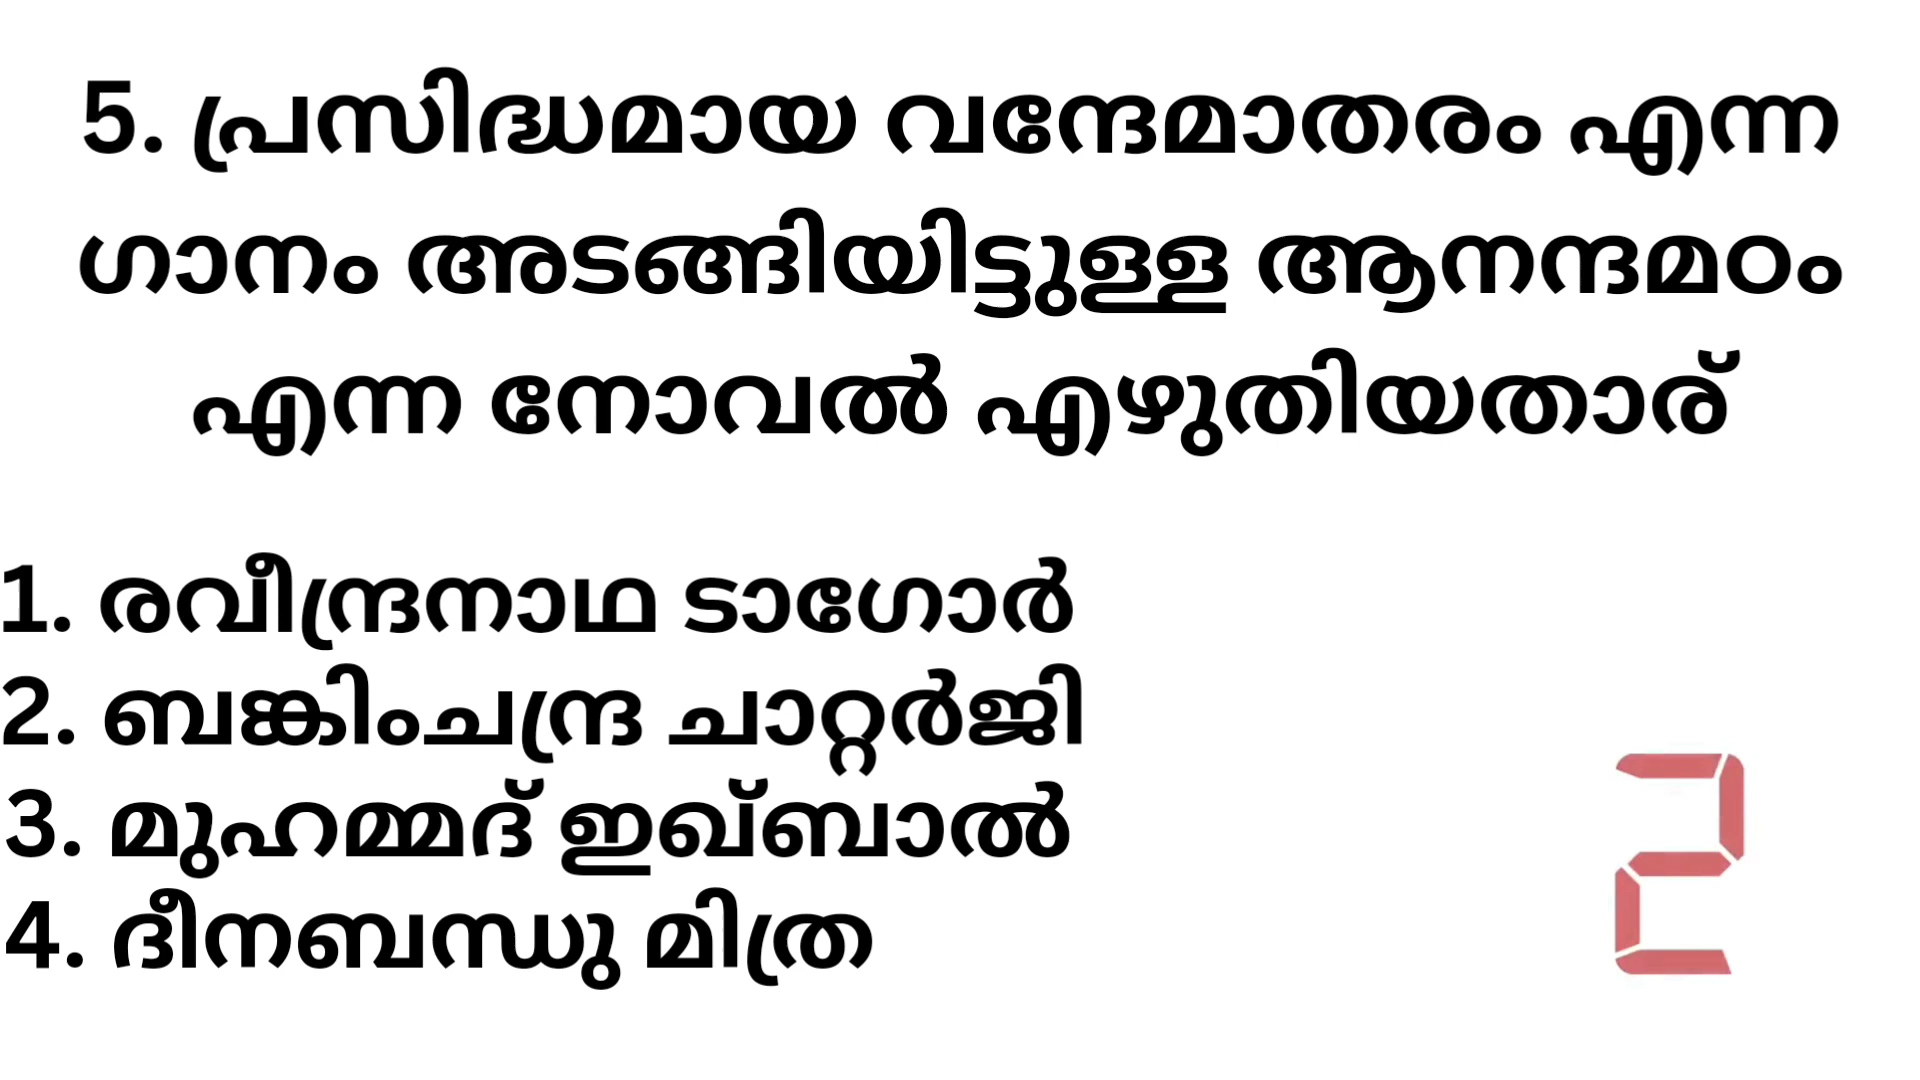 5. പ്രസിദ്ധമായ വന്ദേമാതരം എന്ന
ഗാനം അടങ്ങിയിട്ടുള്ള ആനന്ദമഠം
എന്ന നോവൽ എഴുതിയതാര്
1. രവീന്ദ്രനാഥ ടാഗോർ
2. ബങ്കിംചന്ദ്ര ചാറ്റർജി
3. മുഹമ്മദ് ഇഖ്ബാൽ
4. ദീനബന്ധു മിത്ര
2